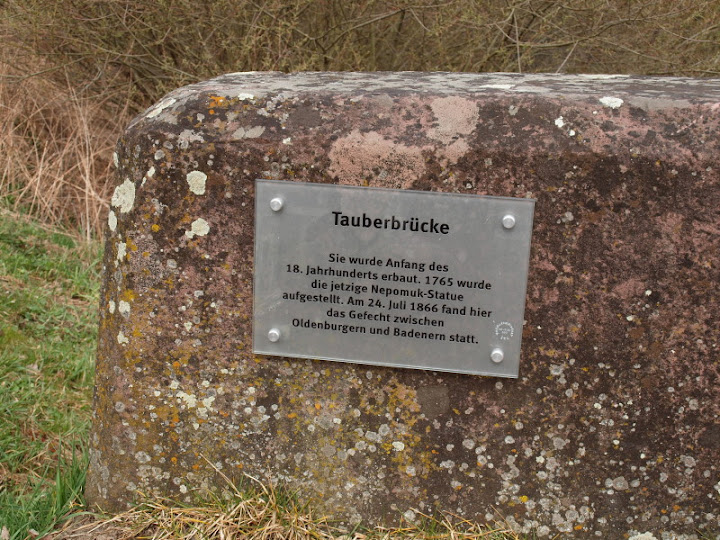 Tauberbrücke
Sie wurde Anfang des
18. Jahrhunderts erbaut. 1765 wurde
die jetzige Nepomuk-Statue
aufgestellt. Am 24. Juli 1866 fand hier
das Gefecht zwischen
Oldenburgern und Badenern statt.